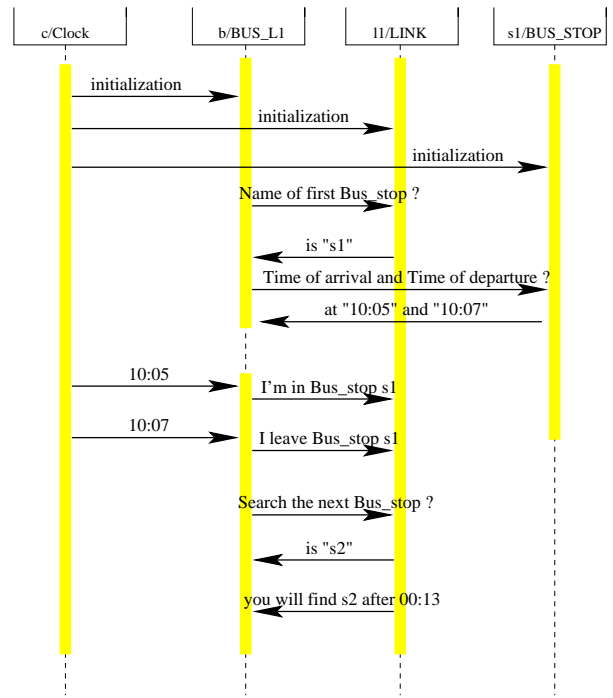 c/Clock
b/BUS_L1
l1/LINK
s1/BUS_STOP
initialization
initialization
initialization
Name of first Bus_stop ?
is "s1"
Time of arrival and Time of departure ?
at "10:05" and "10:07"
10:05
I'm in Bus_stop s1
10:07
I leave Bus_stop s1
Search the next Bus_stop ?
is "s2"
you will find s2 after 00:13